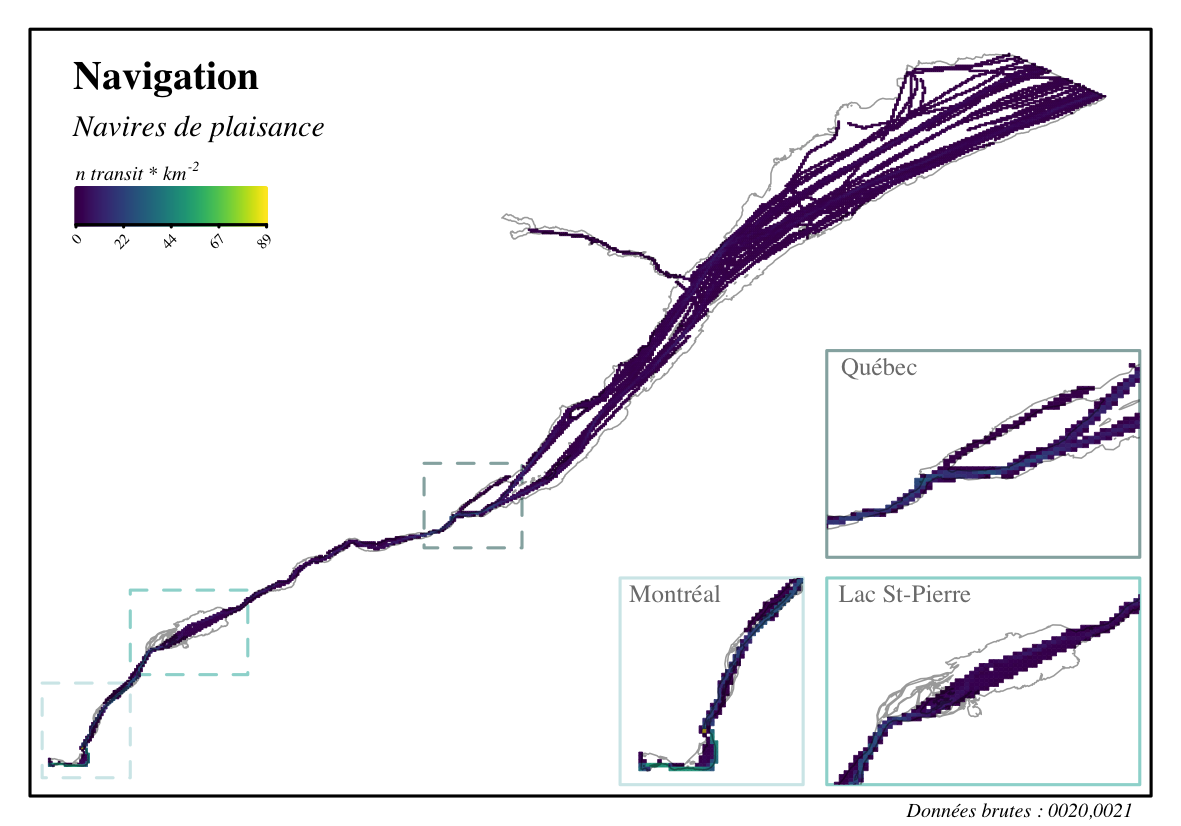 Navigation
Navires de plaisance
n transit * km⁻²
0 22 44 67 89
Québec
Montréal
Lac St-Pierre
Données brutes : 0020,0021